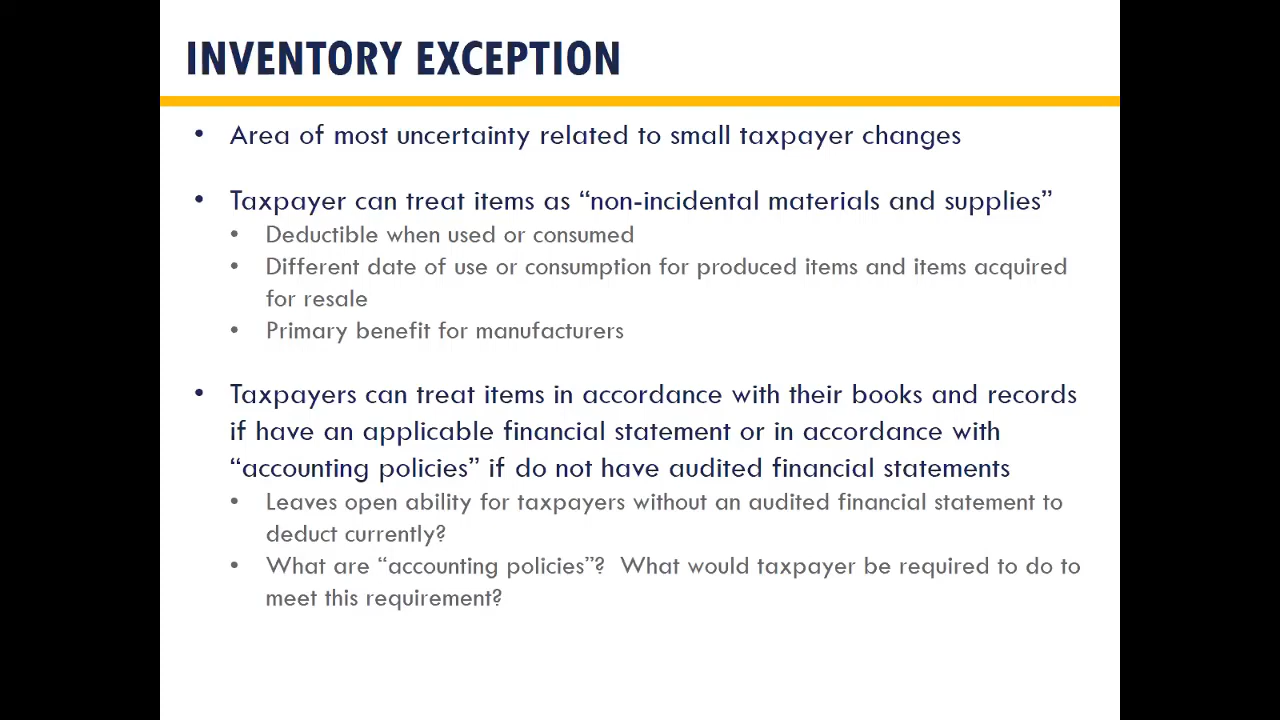 INVENTORY EXCEPTION
• Area of most uncertainty related to small taxpayer changes
• Taxpayer can treat items as “non-incidental materials and supplies”
• Deductible when used or consumed
• Different date of use or consumption for produced items and items acquired
for resale
• Primary benefit for manufacturers
• Taxpayers can treat items in accordance with their books and records
if have an applicable financial statement or in accordance with
“accounting policies” if do not have audited financial statements
• Leaves open ability for taxpayers without an audited financial statement to
deduct currently?
• What are “accounting policies”?  What would taxpayer be required to do to
meet this requirement?